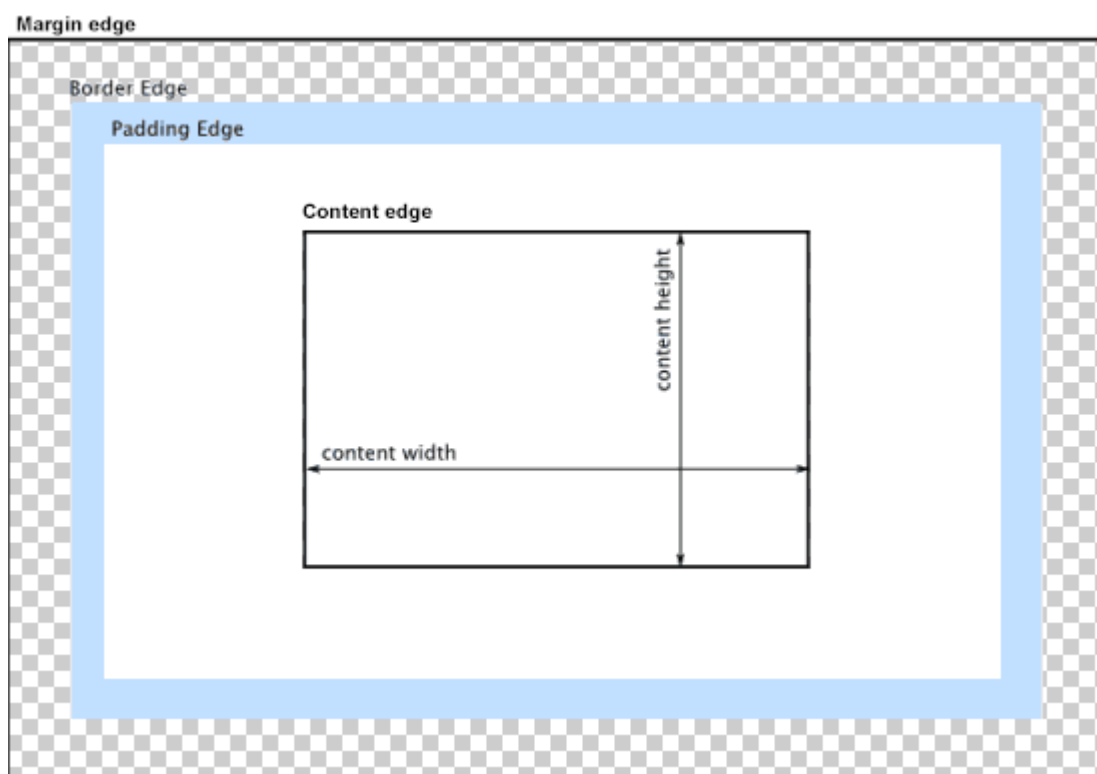 Margin edge
Border Edge
Padding Edge
Content edge
content height
content width